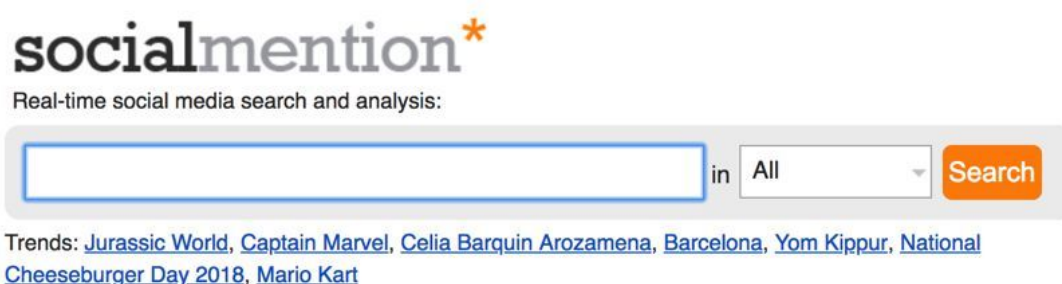 socialmention*
Real-time social media search and analysis:
in All Search
Trends: Jurassic World, Captain Marvel, Celia Barquin Arozamena, Barcelona, Yom Kippur, National
Cheeseburger Day 2018, Mario Kart